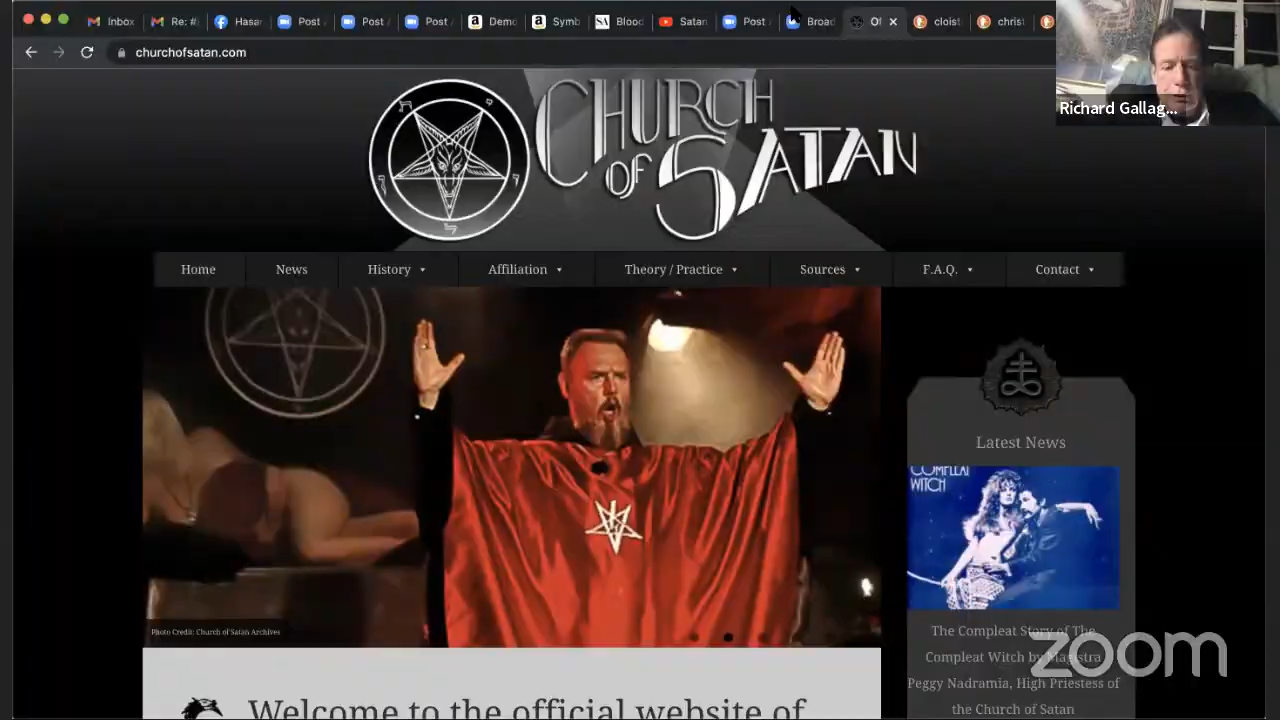 Inbox
Re: #
Hasan
Post
Post
Post
Demo
Symb
SA
Blood
Satan
Post
Broad
Of
cloist
christ
churchofsatan.com
Richard Gallag...
CHURCH
OF SATAN
Home
News
History
Affiliation
Theory / Practice
Sources
F.A.Q.
Contact
Photo Credit: Church of Satan Archives
Latest News
COMPLEAT
WITCH
The Compleat Story of The
Compleat Witch by Magistra
Peggy Nadramia, High Priestess of
the Church of Satan
zoom
Welcome to the official website of